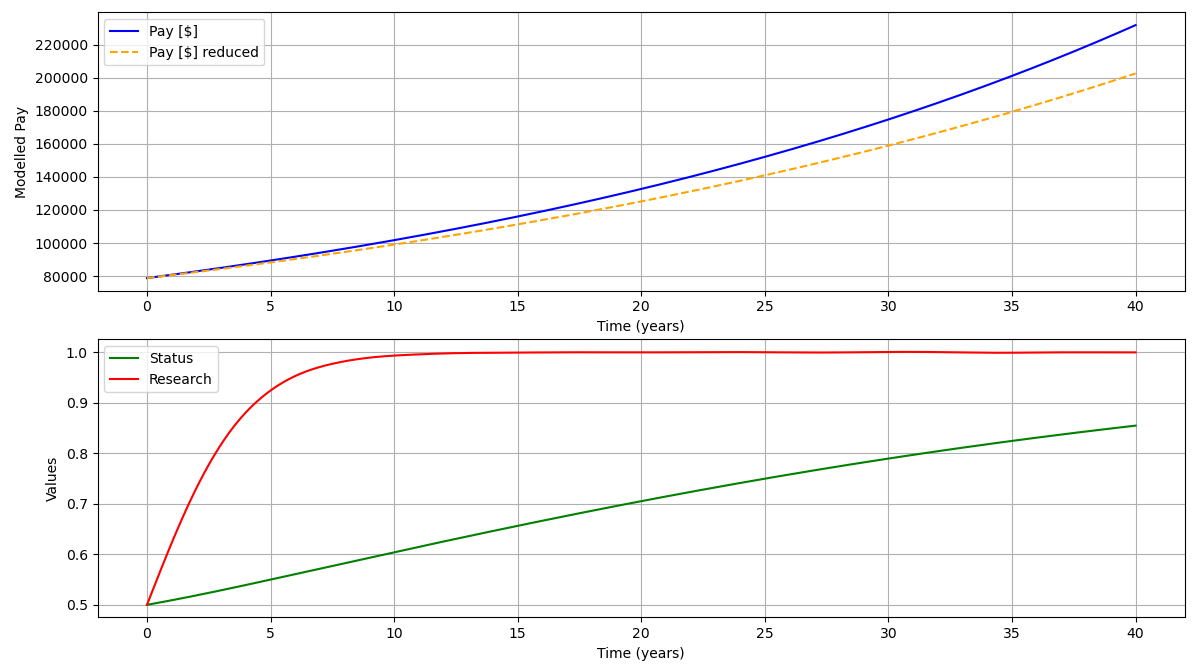 Pay [$]
Pay [$] reduced
220000
200000
180000
160000
140000
120000
100000
80000
Modelled Pay
0 5 10 15 20 25 30 35 40
Time (years)
Status
Research
1.0
0.9
0.8
0.7
0.6
0.5
Values
0 5 10 15 20 25 30 35 40
Time (years)